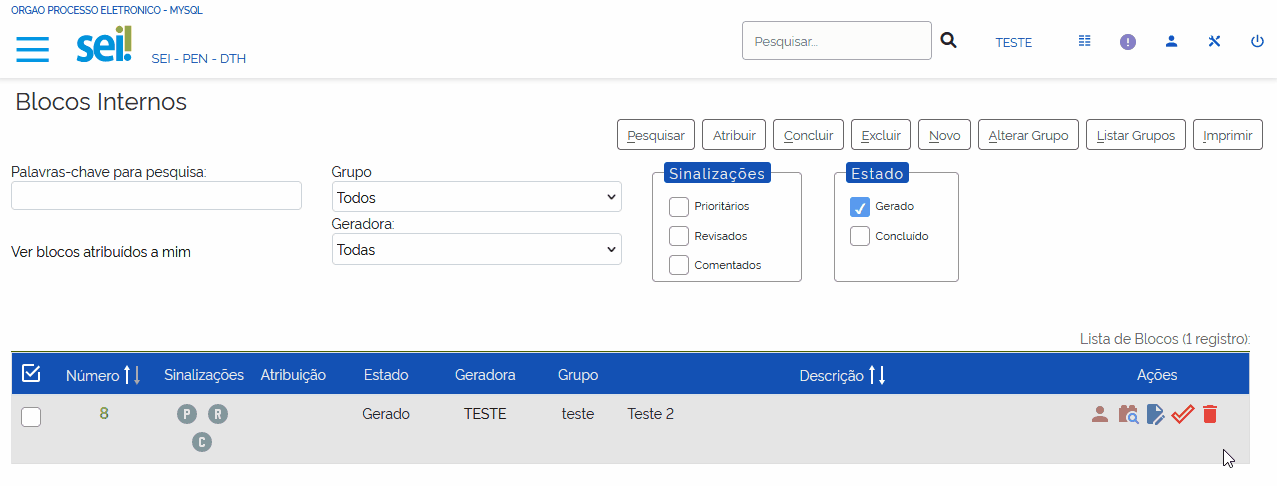 ORGAO PROCESSO ELETRONICO - MYSQL
sei!
SEI - PEN - DTH
Pesquisar...
TESTE
Blocos Internos
Pesquisar Atribuir Concluir Excluir Novo Alterar Grupo Listar Grupos Imprimir
Palavras-chave para pesquisa:
Grupo
Todos
Geradora:
Todas
Ver blocos atribuídos a mim
Sinalizações
Prioritários
Revisados
Comentados
Estado
Gerado
Concluído
Lista de Blocos (1 registro):
Número Sinalizações Atribuição Estado Geradora Grupo Descrição Ações
8 P R Gerado TESTE teste Teste 2
C